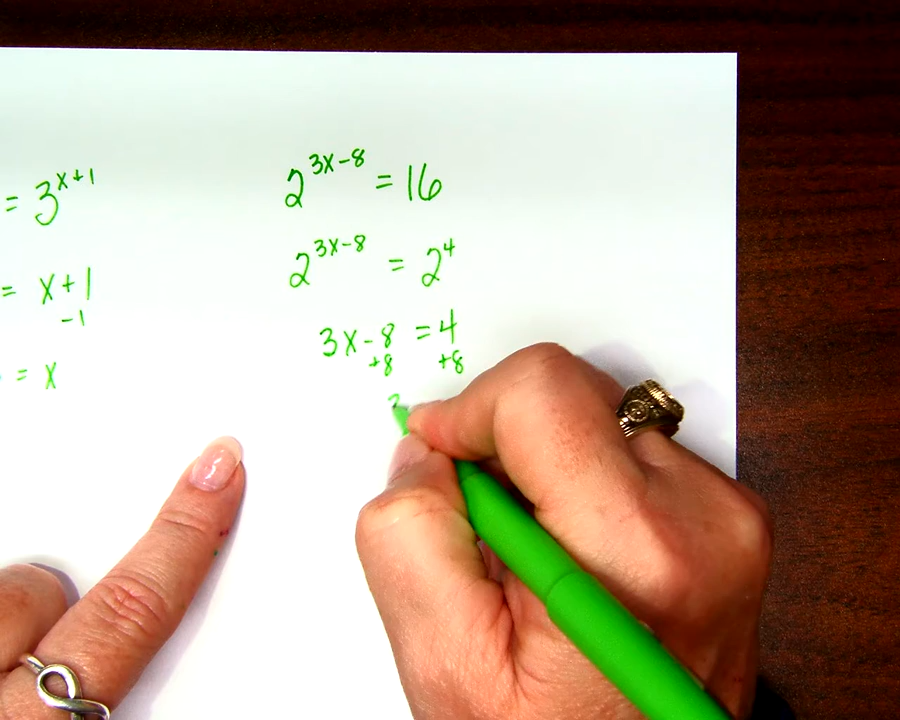 = 3^{x+1}
= x+1
-1
= x
2^{3x-8} = 16
2^{3x-8} = 2^4
3x-8 = 4
+8 +8